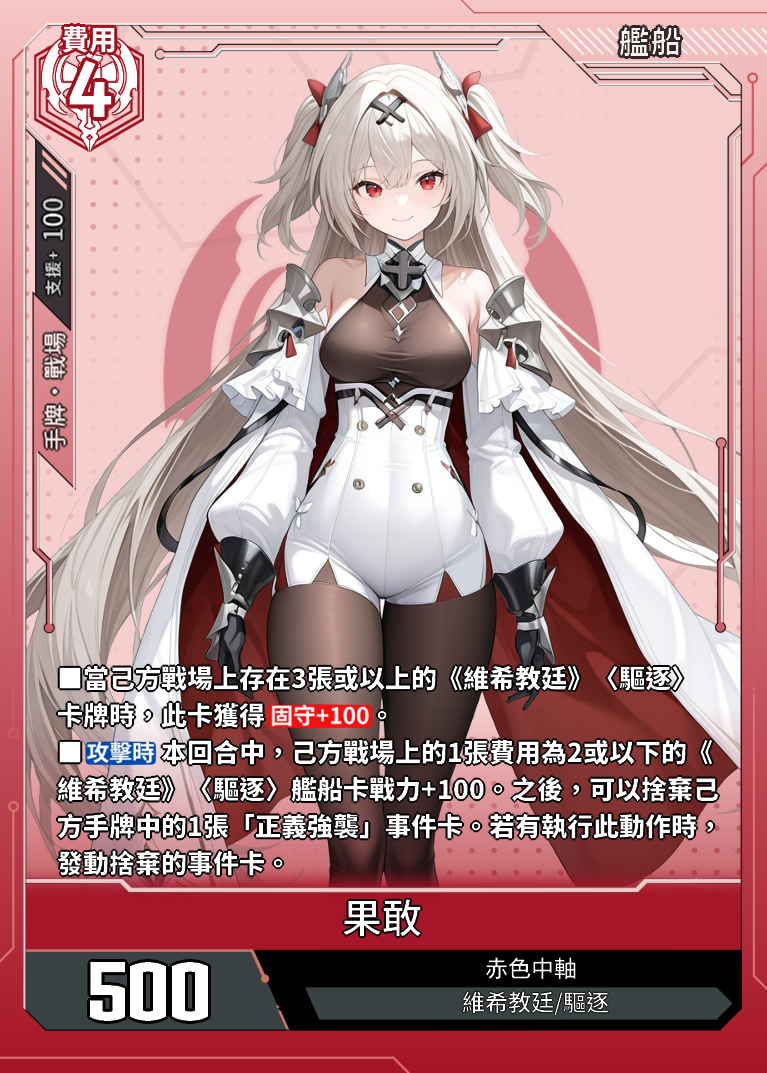 費用
4
艦船
支援+ 100
手牌・戰場
■當己方戰場上存在3張或以上的《維希教廷》〈驅逐〉
卡牌時，此卡獲得 固守+100。
■ 攻擊時 本回合中，己方戰場上的1張費用為2或以下的《
維希教廷》〈驅逐〉艦船卡戰力+100。之後，可以捨棄己
方手牌中的1張「正義強襲」事件卡。若有執行此動作時，
發動捨棄的事件卡。
果敢
500
赤色中軸
維希教廷/驅逐